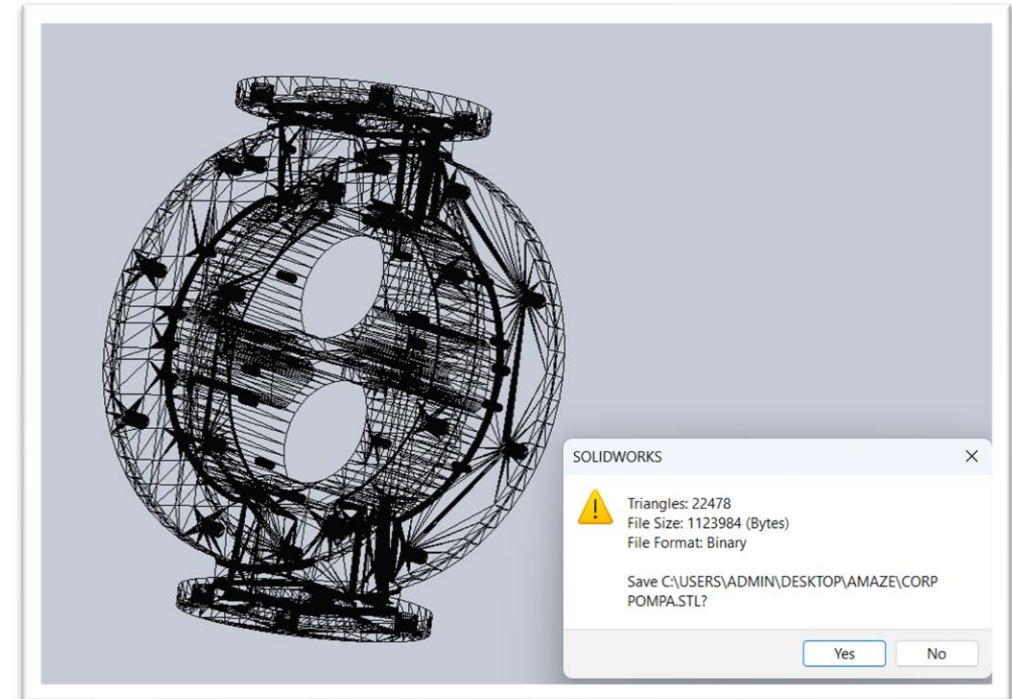 SOLIDWORKS
Triangles: 22478
File Size: 1123984 (Bytes)
File Format: Binary
Save C:\USERS\ADMIN\DESKTOP\AMAZE\CORP
POMPA.STL?
Yes No